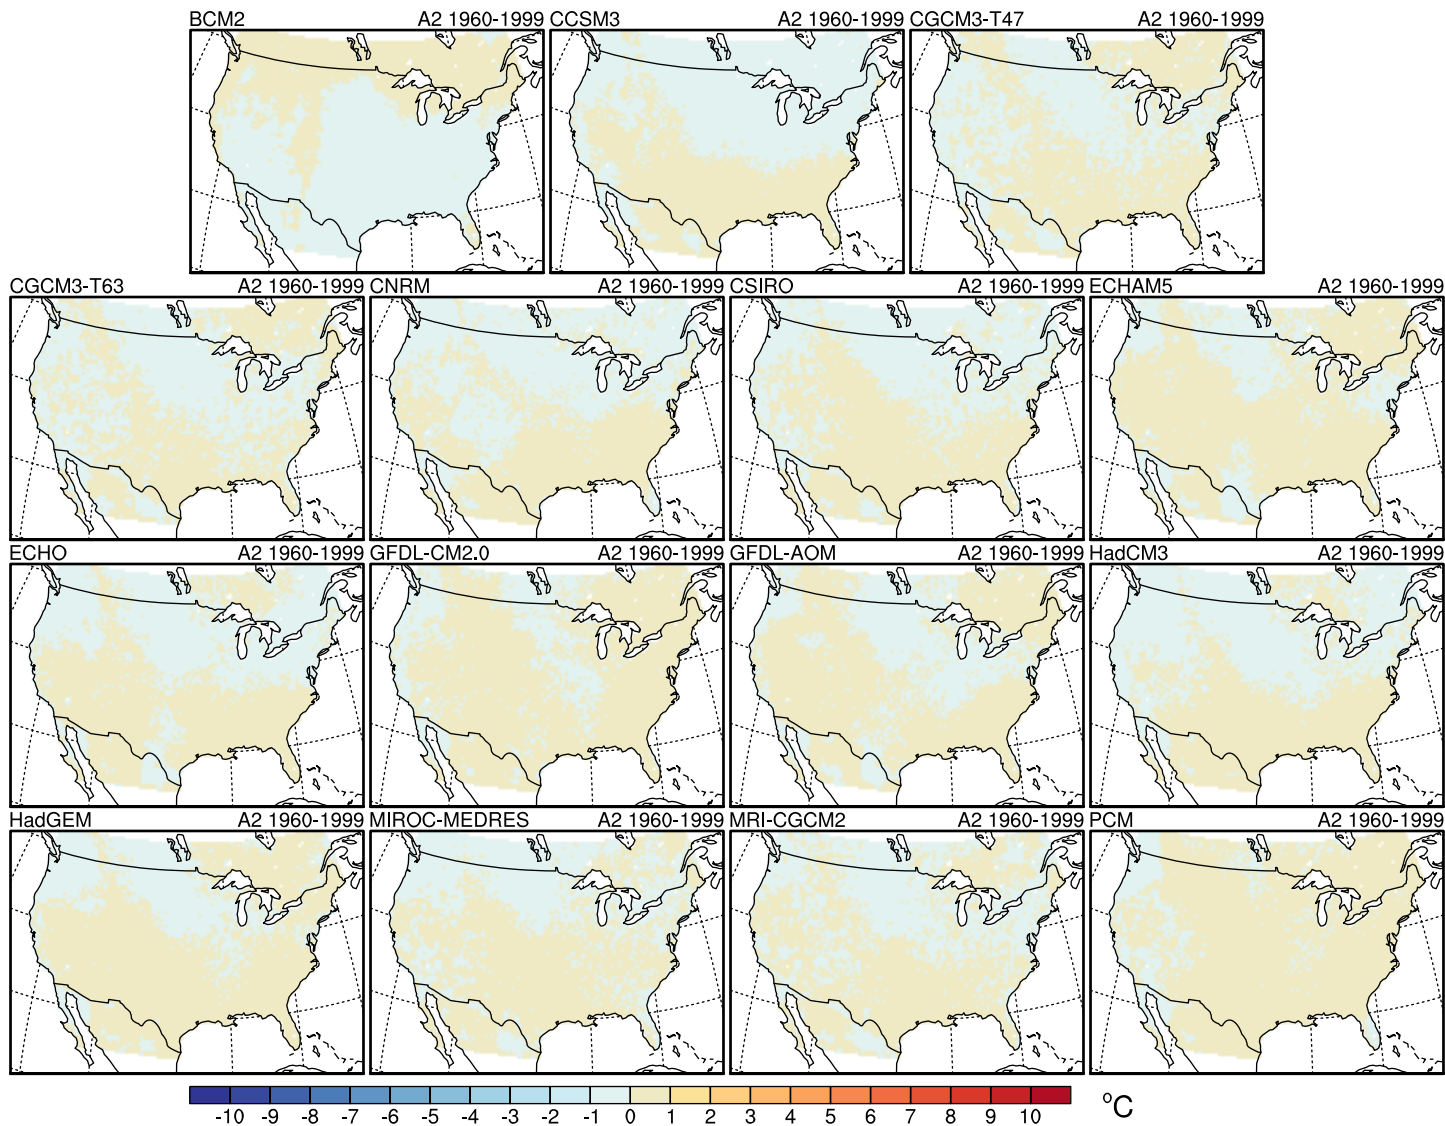 BCM2 A2 1960-1999 CCSM3 A2 1960-1999 CGCM3-T47 A2 1960-1999
CGCM3-T63 A2 1960-1999 CNRM A2 1960-1999 CSIRO A2 1960-1999 ECHAM5 A2 1960-1999
ECHO A2 1960-1999 GFDL-CM2.0 A2 1960-1999 GFDL-AOM A2 1960-1999 HadCM3 A2 1960-1999
HadGEM A2 1960-1999 MIROC-MEDRES A2 1960-1999 MRI-CGCM2 A2 1960-1999 PCM A2 1960-1999
-10 -9 -8 -7 -6 -5 -4 -3 -2 -1 0 1 2 3 4 5 6 7 8 9 10 °C